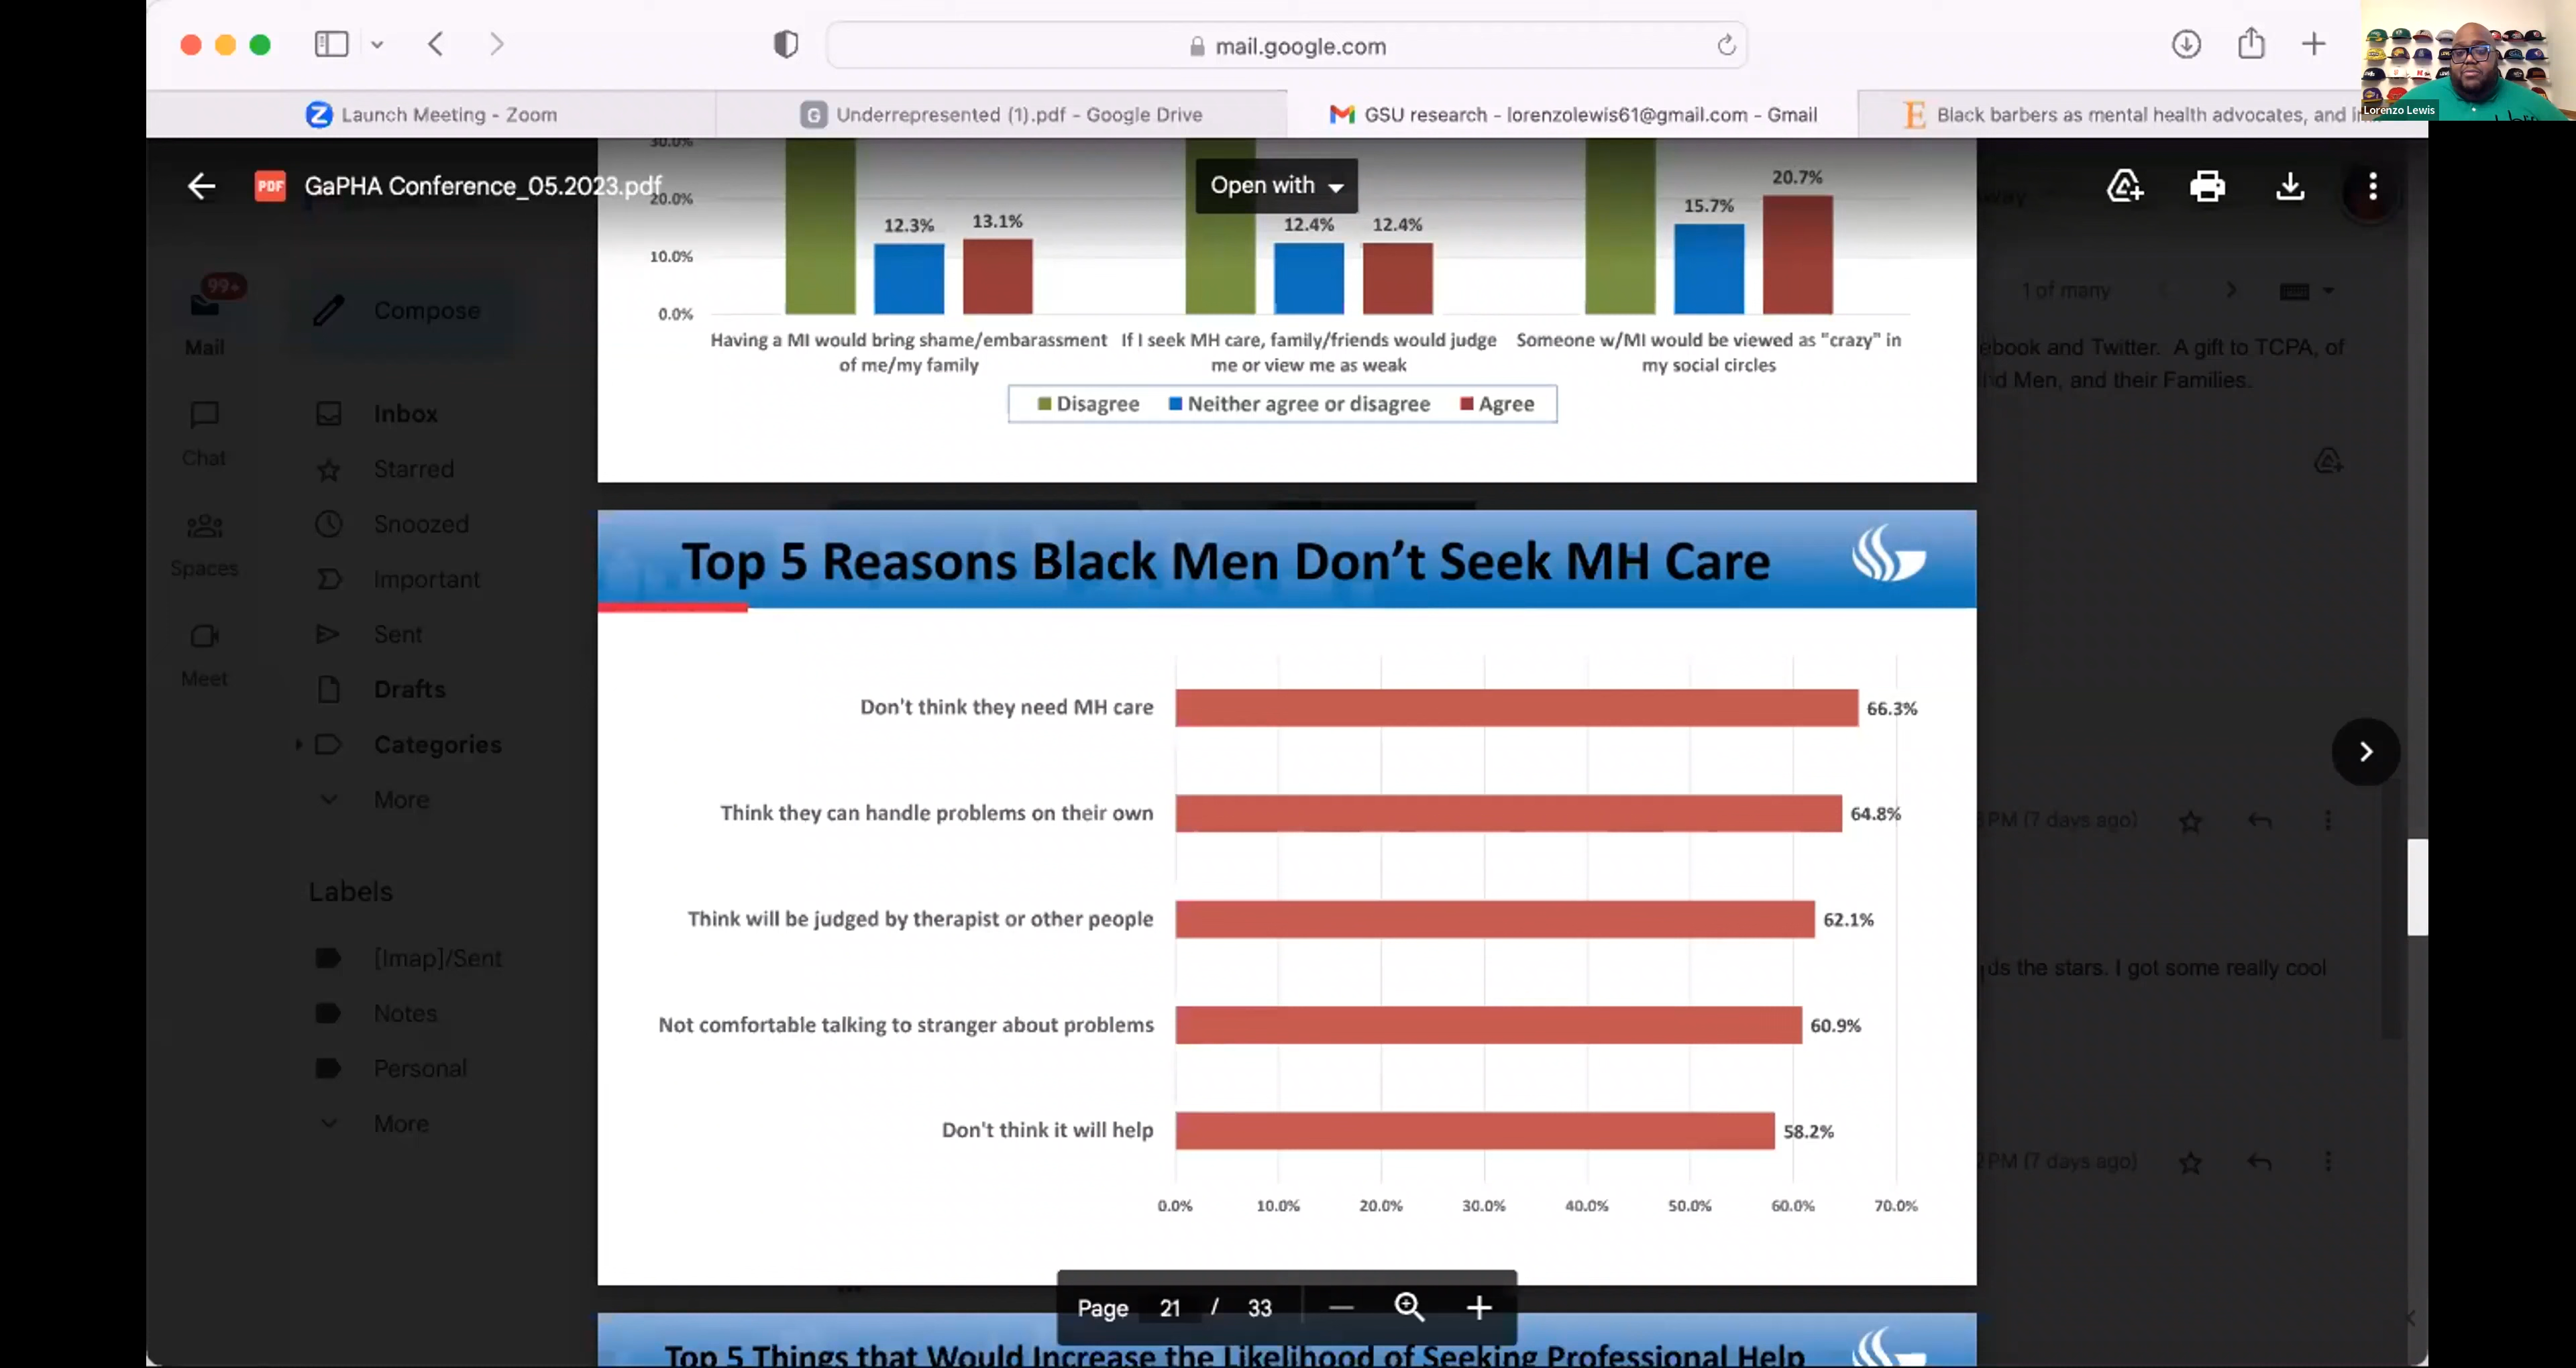 mail.google.com
Lorenzo Lewis
Launch Meeting - Zoom
Underrepresented (1).pdf - Google Drive
GSU research - lorenzolewis61@gmail.com - Gmail
Black barbers as mental health advocates, and
PDF
GaPHA Conference_05.2023.pdf
Open with
30.0%
20.0%
10.0%
0.0%
12.3%
13.1%
12.4%
12.4%
15.7%
20.7%
Having a MI would bring shame/embarassment
of me/my family
If I seek MH care, family/friends would judge
me or view me as weak
Someone w/MI would be viewed as "crazy" in
my social circles
Disagree
Neither agree or disagree
Agree
99+
Mail
Chat
Spaces
Meet
Compose
Inbox
Starred
Snoozed
Important
Sent
Drafts
Categories
More
Labels
[Imap]/Sent
Notes
Personal
More
1 of many
and Twitter. A gift to TCPA, of
Men, and their Families.
PM (7 days ago)
the stars. I got some really cool
PM (7 days ago)
Top 5 Reasons Black Men Don't Seek MH Care
Don't think they need MH care
66.3%
Think they can handle problems on their own
64.8%
Think will be judged by therapist or other people
62.1%
Not comfortable talking to stranger about problems
60.9%
Don't think it will help
58.2%
0.0%
10.0%
20.0%
30.0%
40.0%
50.0%
60.0%
70.0%
Page 21 / 33
Top 5 Things that Would Increase the Likelihood of Seeking Professional Help